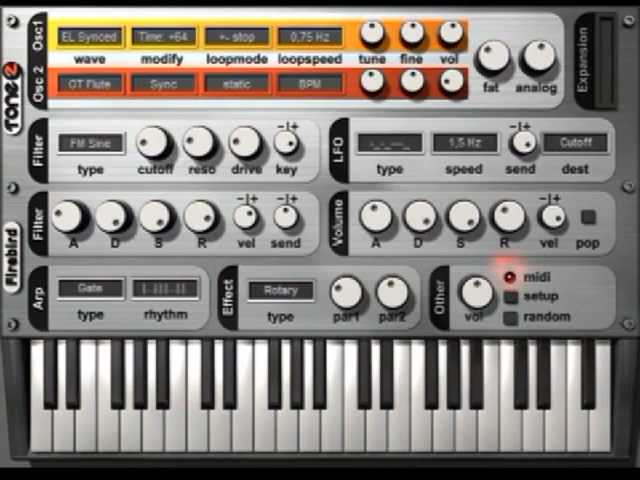 Osc1
EL Synced Time: +64 +- stop 0,75 Hz
wave modify loopmode loopspeed tune fine vol
Osc 2
OT Flute Sync static BPM
fat analog
Expansion
Tone2
Filter
FM Sine
type cutoff reso drive key
-|+
LFO
1,5 Hz Cutoff
type speed send dest
-|+
Filter
A D S R vel send
-|+ -|+
Volume
A D S R vel pop
-|+
Firebird
Arp
Gate
type rhythm
Effect
Rotary
type par1 par2
Other
vol
midi
setup
random